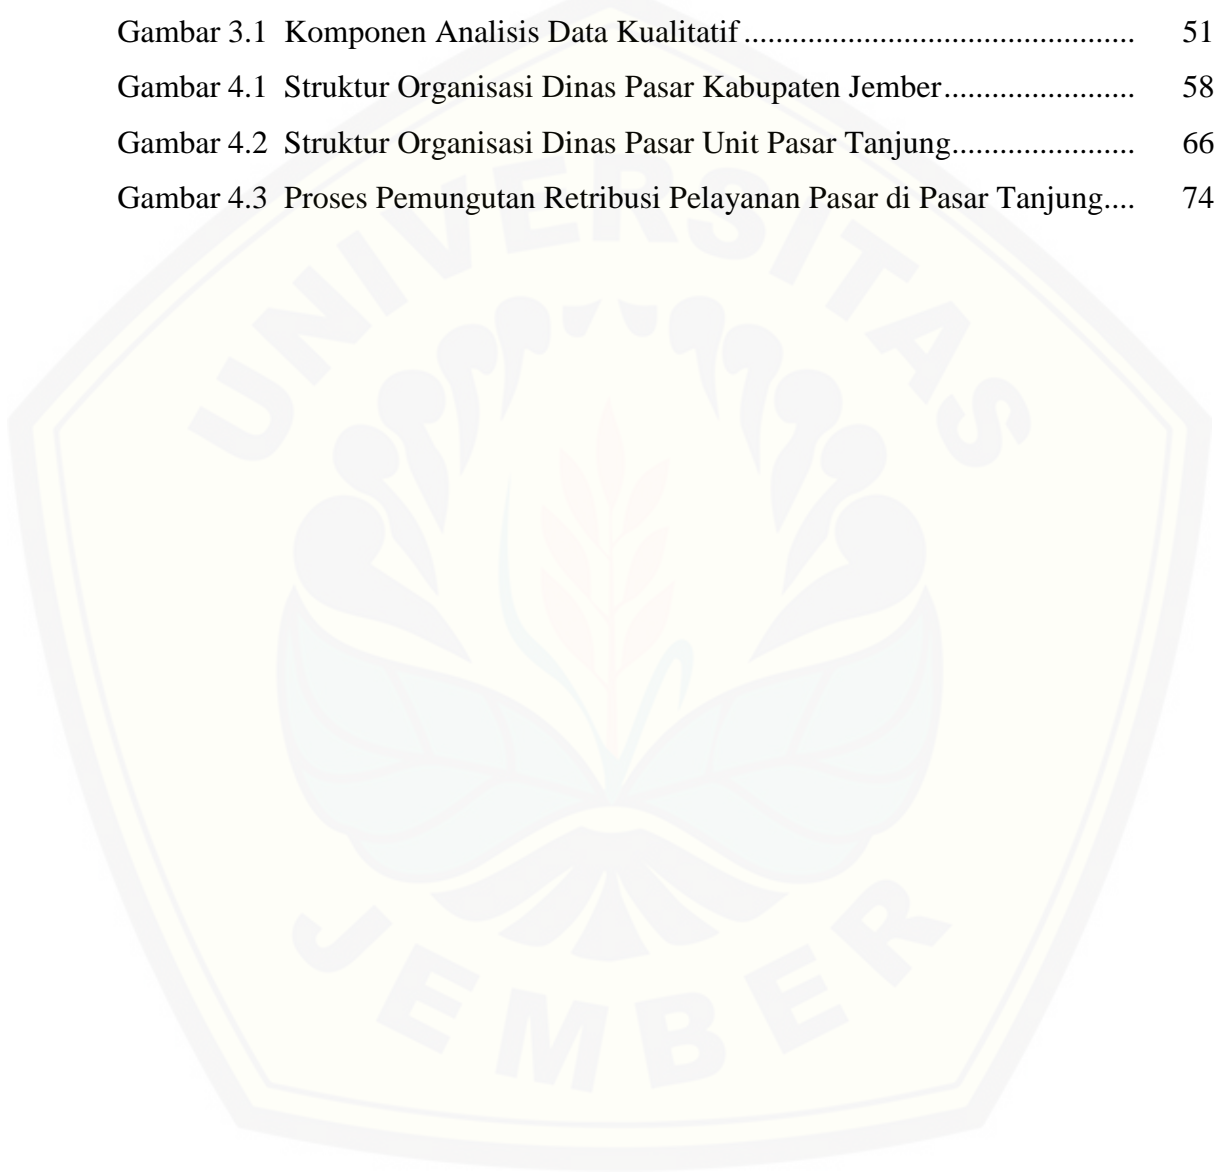 Gambar 3.1 Komponen Analisis Data Kualitatif ................................................. 51
Gambar 4.1 Struktur Organisasi Dinas Pasar Kabupaten Jember........................ 58
Gambar 4.2 Struktur Organisasi Dinas Pasar Unit Pasar Tanjung....................... 66
Gambar 4.3 Proses Pemungutan Retribusi Pelayanan Pasar di Pasar Tanjung.... 74
UNIVERSITAS
JEMBER